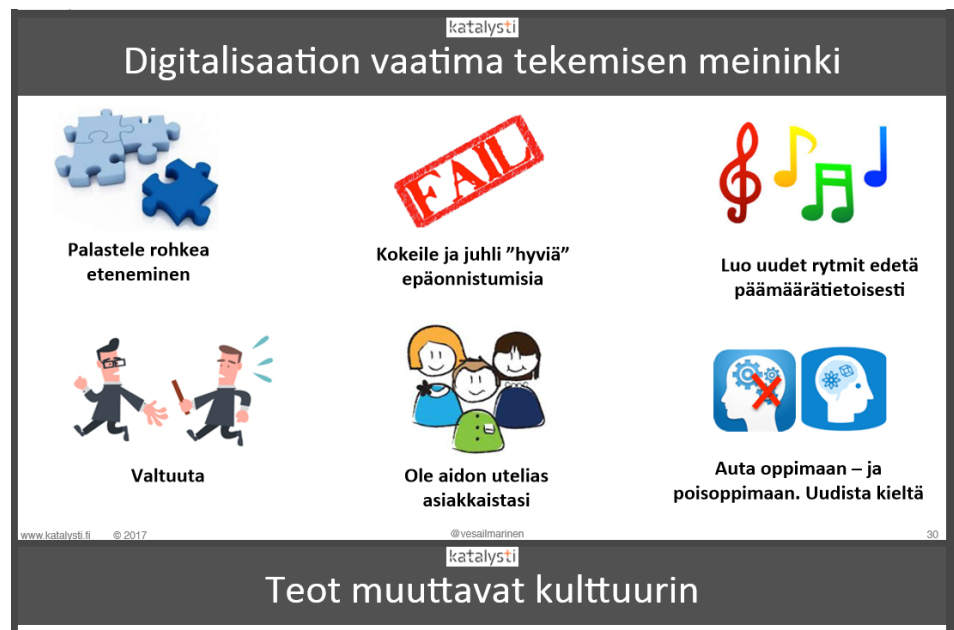 katalysti
Digitalisaation vaatima tekemisen meininki
FAIL
Palastele rohkea
eteneminen
Kokeile ja juhli ”hyviä”
epäonnistumisia
Luo uudet rytmit edetä
päämäärätietoisesti
Valtuuta
Ole aidon utelias
asiakkaistasi
Auta oppimaan – ja
poisoppimaan. Uudista kieltä
www.katalysti.fi © 2017
@vesailmarinen
30
katalysti
Teot muuttavat kulttuurin